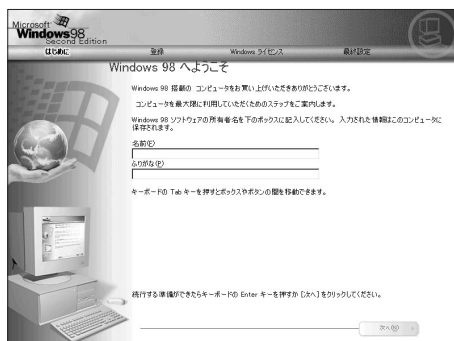 Microsoft
Windows98
Second Edition
はじめに 登録 Windows ライセンス 最終設定
Windows 98 へようこそ
Windows 98 搭載の コンピュータをお買い上げいただきありがとうございます。
コンピュータを最大限に利用していただくためのステップをご案内します。
Windows 98 ソフトウェアの所有者名を下のボックスに記入してください。 入力された情報はこのコンピュータに
保存されます。
名前(F)
ふりがな(P)
キーボードの Tab キーを押すとボックスやボタンの間を移動できます。
続行する準備ができたらキーボードの Enter キーを押すか [次へ] をクリックしてください。
次へ(N)